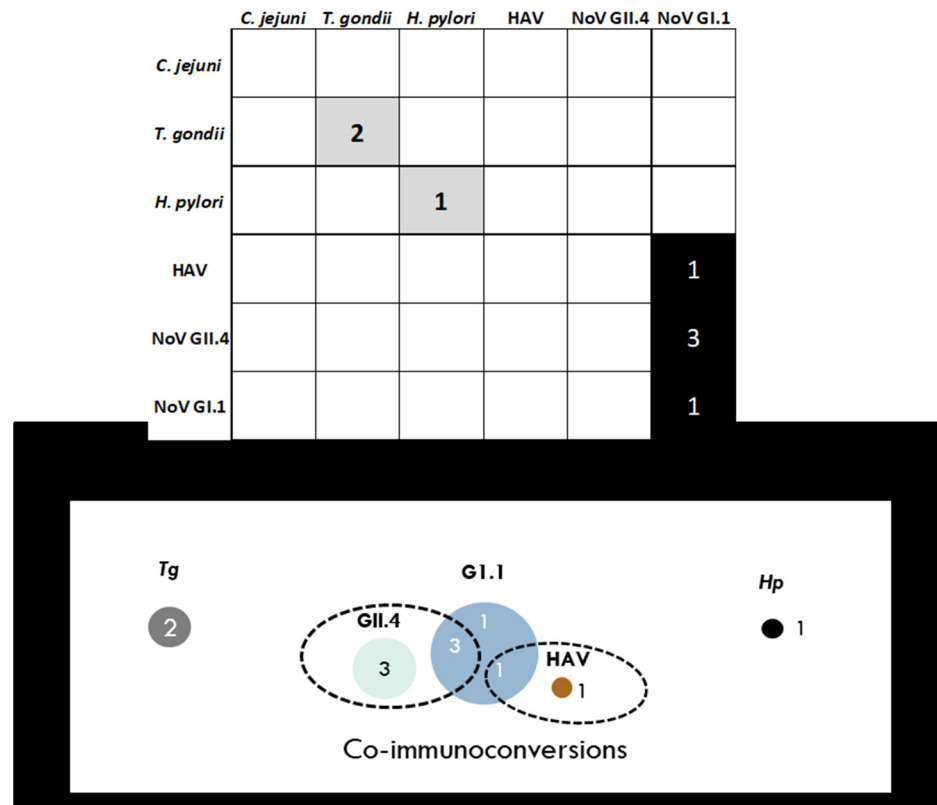 C. jejuni T. gondii H. pylori HAV NoV GII.4 NoV GI.1
C. jejuni
T. gondii 2
H. pylori 1
HAV 1
NoV GII.4 3
NoV GI.1 1
Tg G1.1 Hp
GII.4 1
2 3 1
3 HAV
1 1
Co-immunoconversions